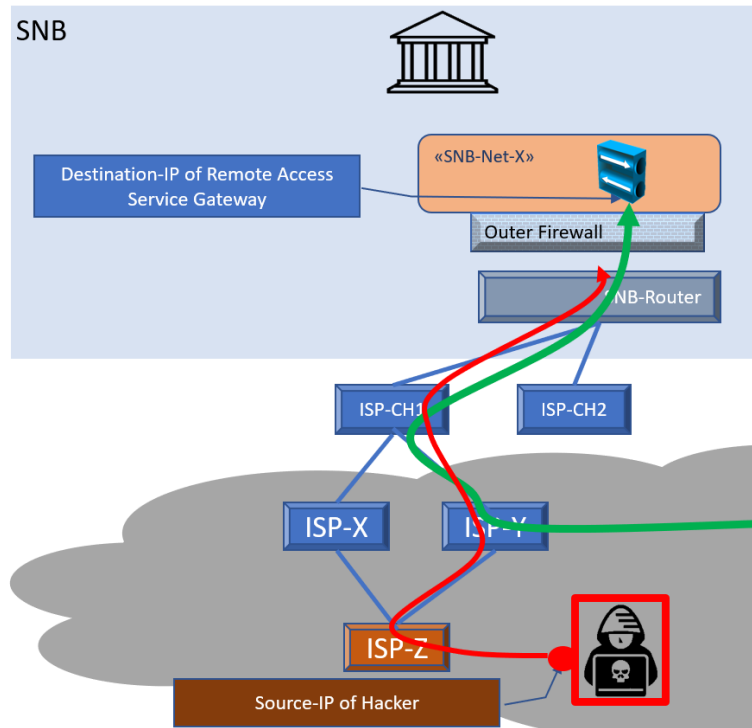 SNB
«SNB-Net-X»
Destination-IP of Remote Access
Service Gateway
Outer Firewall
SNB-Router
ISP-CH1
ISP-CH2
ISP-X
ISP-Y
ISP-Z
Source-IP of Hacker